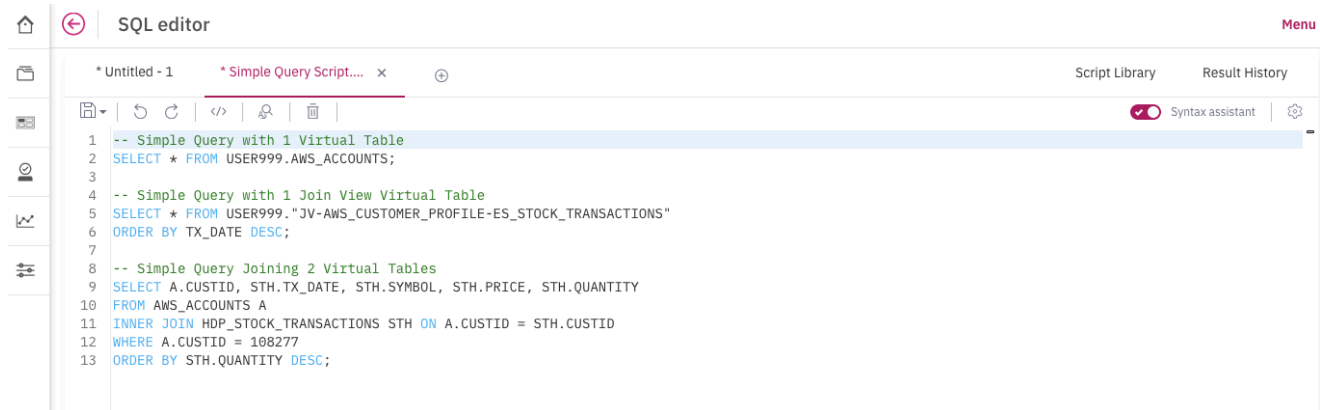 SQL editor
Menu
* Untitled - 1
* Simple Query Script....
Script Library
Result History
Syntax assistant
1 -- Simple Query with 1 Virtual Table
2 SELECT * FROM USER999.AWS_ACCOUNTS;
3
4 -- Simple Query with 1 Join View Virtual Table
5 SELECT * FROM USER999."JV-AWS_CUSTOMER_PROFILE-ES_STOCK_TRANSACTIONS"
6 ORDER BY TX_DATE DESC;
7
8 -- Simple Query Joining 2 Virtual Tables
9 SELECT A.CUSTID, STH.TX_DATE, STH.SYMBOL, STH.PRICE, STH.QUANTITY
10 FROM AWS_ACCOUNTS A
11 INNER JOIN HDP_STOCK_TRANSACTIONS STH ON A.CUSTID = STH.CUSTID
12 WHERE A.CUSTID = 108277
13 ORDER BY STH.QUANTITY DESC;